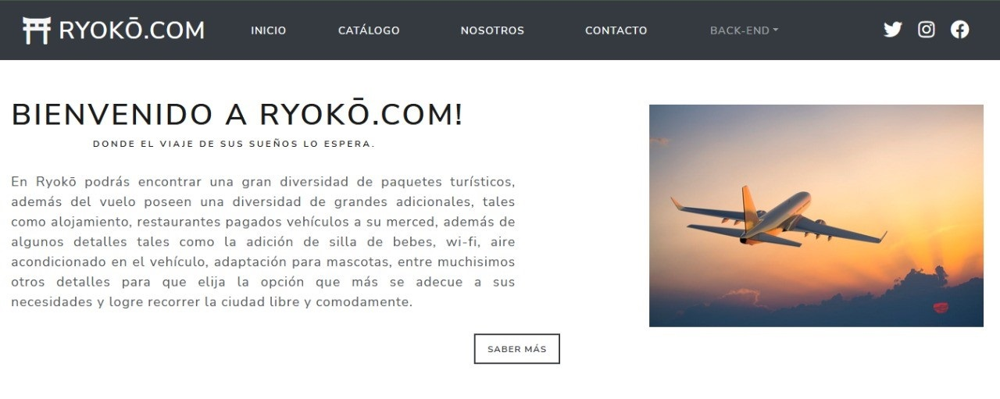 RYOKŌ.COM
INICIO
CATÁLOGO
NOSOTROS
CONTACTO
BACK-END
BIENVENIDO A RYOKŌ.COM!
DONDE EL VIAJE DE SUS SUEÑOS LO ESPERA.
En Ryokō podrás encontrar una gran diversidad de paquetes turísticos,
además del vuelo poseen una diversidad de grandes adicionales, tales
como alojamiento, restaurantes pagados vehículos a su merced, además de
algunos detalles tales como la adición de silla de bebes, wi-fi, aire
acondicionado en el vehículo, adaptación para mascotas, entre muchisimos
otros detalles para que elija la opción que más se adecue a sus
necesidades y logre recorrer la ciudad libre y comodamente.
SABER MÁS